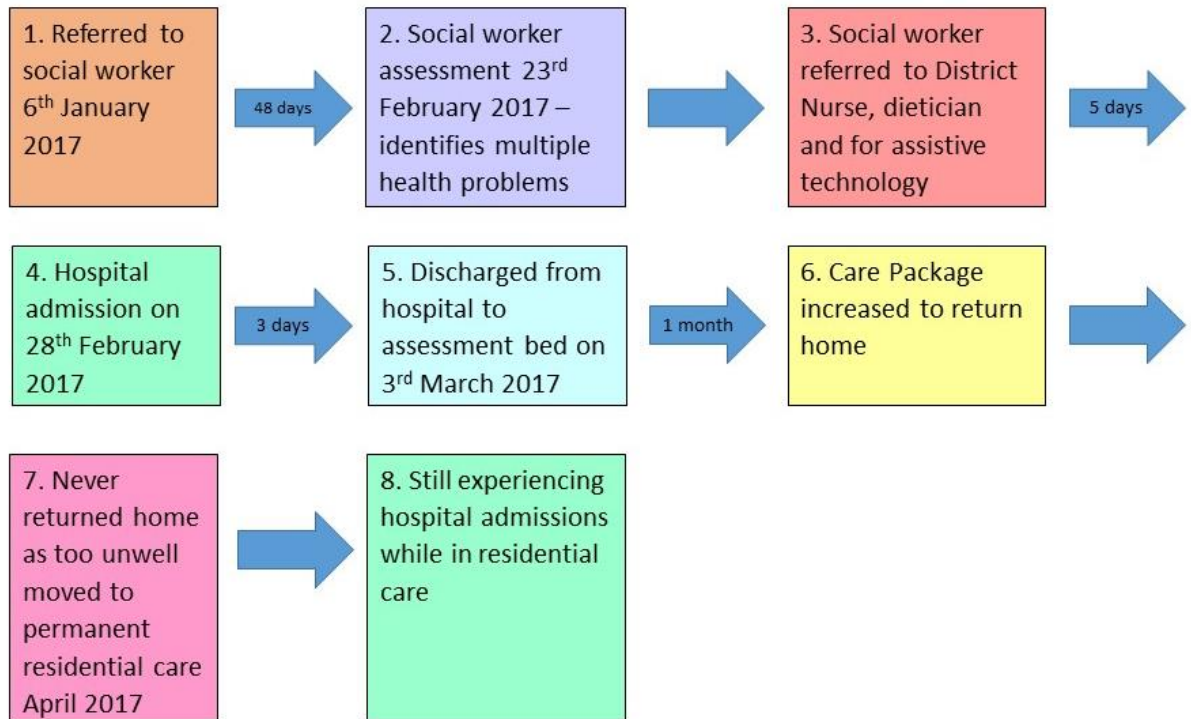 1. Referred to
social worker
6th January
2017
48 days
2. Social worker
assessment 23rd
February 2017 –
identifies multiple
health problems
3. Social worker
referred to District
Nurse, dietician
and for assistive
technology
5 days
4. Hospital
admission on
28th February
2017
3 days
5. Discharged from
hospital to
assessment bed on
3rd March 2017
1 month
6. Care Package
increased to return
home
7. Never
returned home
as too unwell
moved to
permanent
residential care
April 2017
8. Still experiencing
hospital admissions
while in residential
care